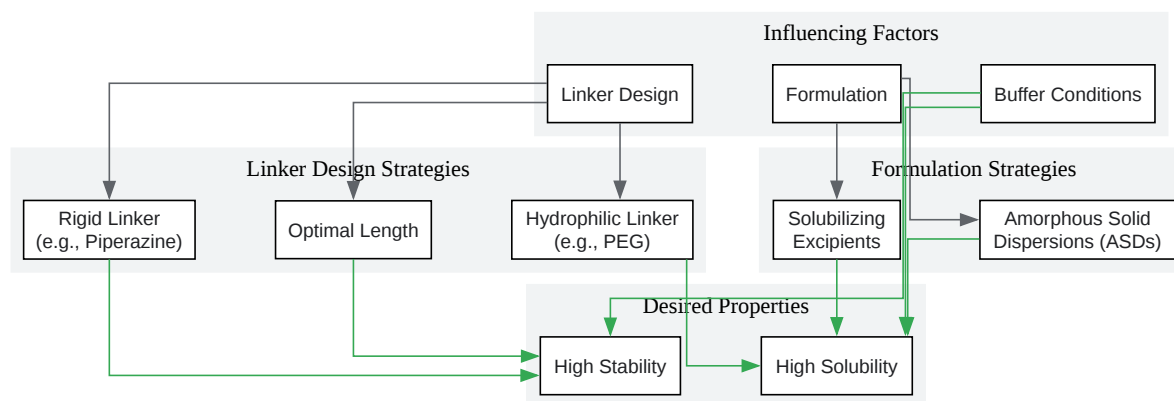 Influencing Factors
Linker Design
Formulation
Buffer Conditions
Linker Design Strategies
Formulation Strategies
Rigid Linker
(e.g., Piperazine)
Optimal Length
Hydrophilic Linker
(e.g., PEG)
Solubilizing
Excipients
Amorphous Solid
Dispersions (ASDs)
Desired Properties
High Stability
High Solubility